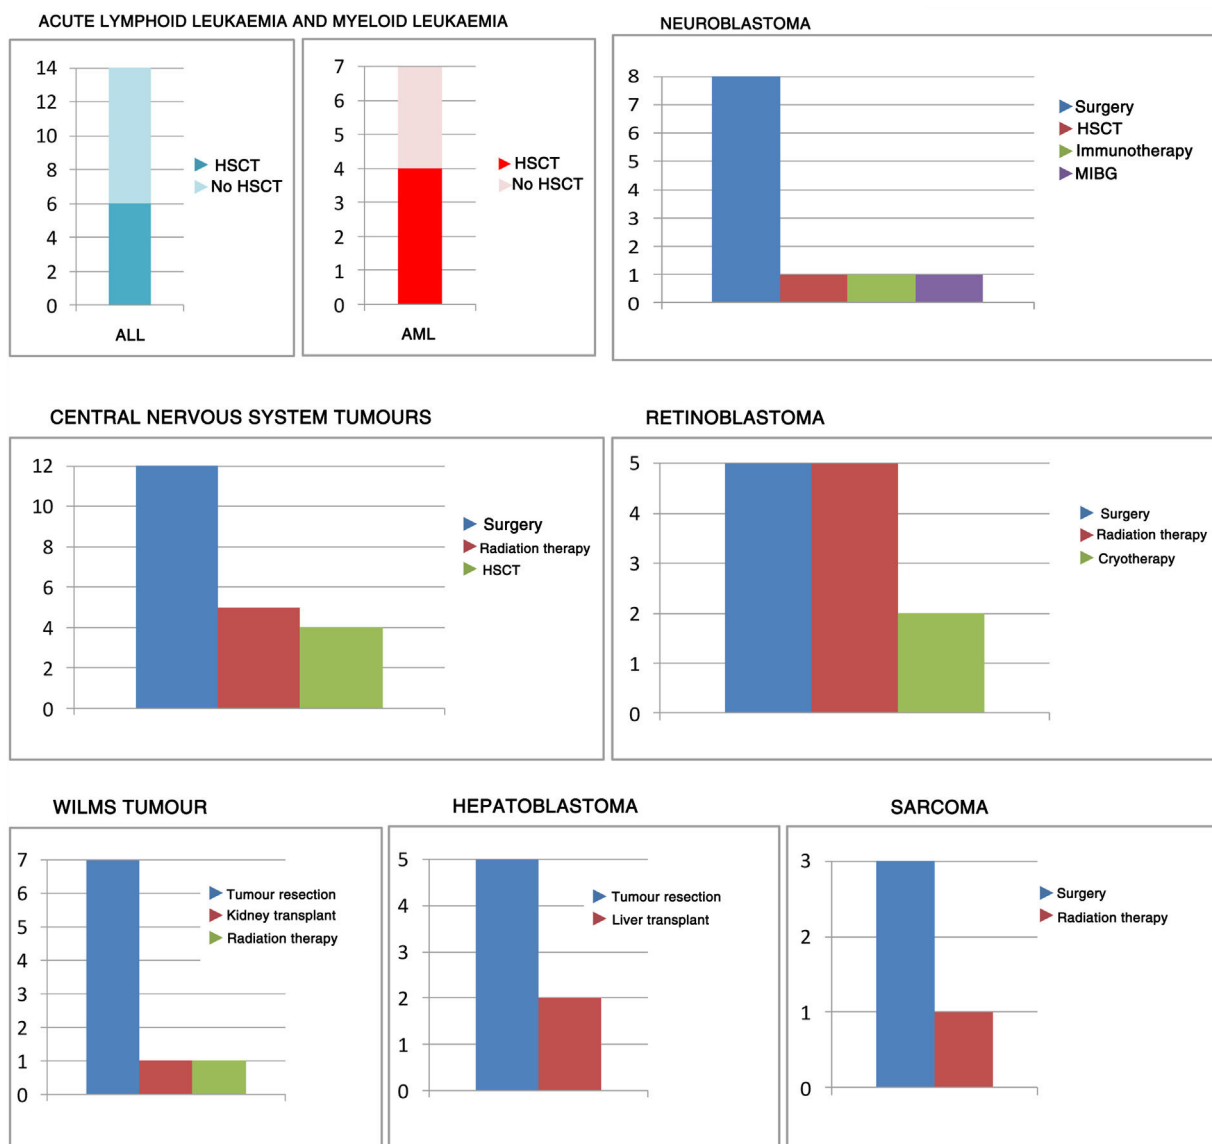 ACUTE LYMPHOID LEUKAEMIA AND MYELOID LEUKAEMIA
14
12
10
8
6
4
2
0
HSCT
No HSCT
ALL
7
6
5
4
3
2
1
0
HSCT
No HSCT
AML
NEUROBLASTOMA
8
7
6
5
4
3
2
1
0
Surgery
HSCT
Immunotherapy
MIBG
CENTRAL NERVOUS SYSTEM TUMOURS
12
10
8
6
4
2
0
Surgery
Radiation therapy
HSCT
RETINOBLASTOMA
5
4
3
2
1
0
Surgery
Radiation therapy
Cryotherapy
WILMS TUMOUR
7
6
5
4
3
2
1
0
Tumour resection
Kidney transplant
Radiation therapy
HEPATOBLASTOMA
5
4
3
2
1
0
Tumour resection
Liver transplant
SARCOMA
3
2
1
0
Surgery
Radiation therapy